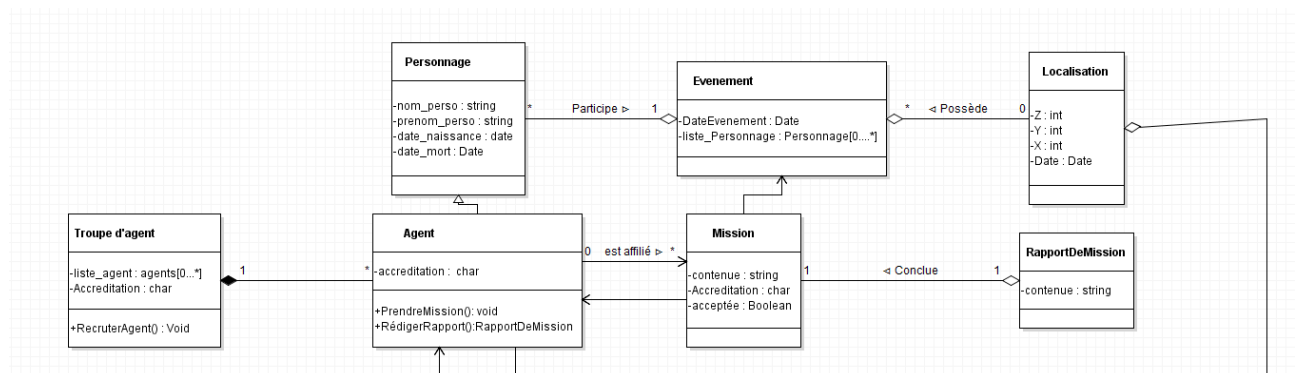 Personnage
-nom_perso : string
-prenom_perso : string
-date_naissance : date
-date_mort : Date
* Participe ⊳ 1
Evenement
-DateEvenement : Date
-liste_Personnage : Personnage[0....*]
* ⊲ Possède 0
Localisation
-Z : int
-Y : int
-X : int
-Date : Date
Troupe d'agent
-liste_agent : agents[0...*]
-Accreditation : char
+RecruterAgent() : Void
1 *
Agent
-accreditation : char
+PrendreMission(): void
+RédigerRapport():RapportDeMission
0 est affilié ⊳ *
Mission
-contenue : string
-Accreditation : char
-acceptée : Boolean
1 ⊲ Conclue 1
RapportDeMission
-contenue : string